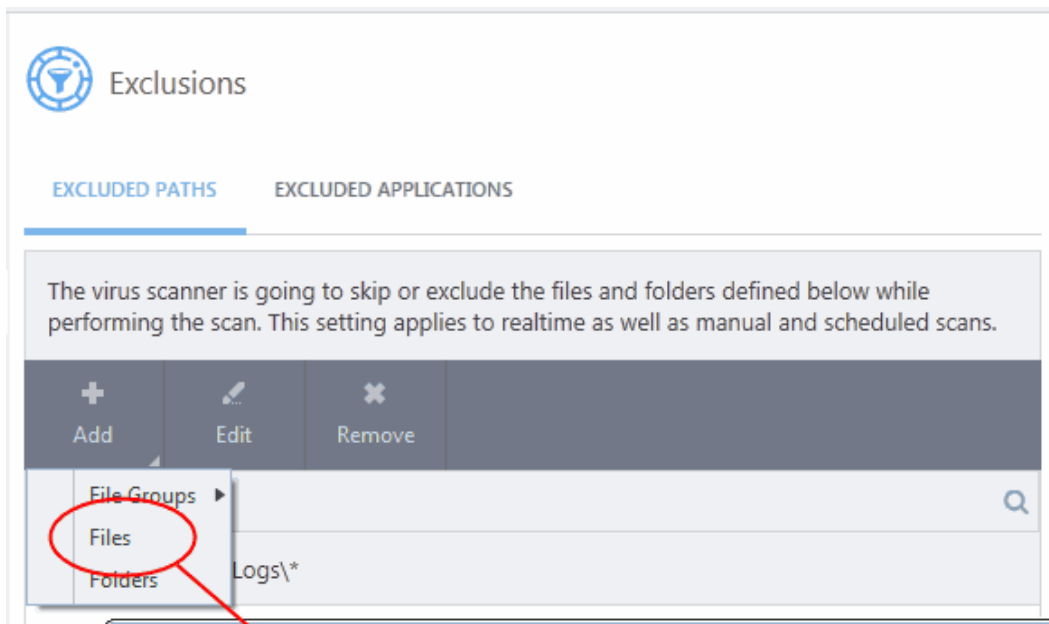 Exclusions
EXCLUDED PATHS EXCLUDED APPLICATIONS
The virus scanner is going to skip or exclude the files and folders defined below while
performing the scan. This setting applies to realtime as well as manual and scheduled scans.
Add Edit Remove
File Groups
Files
Folders
Logs\*